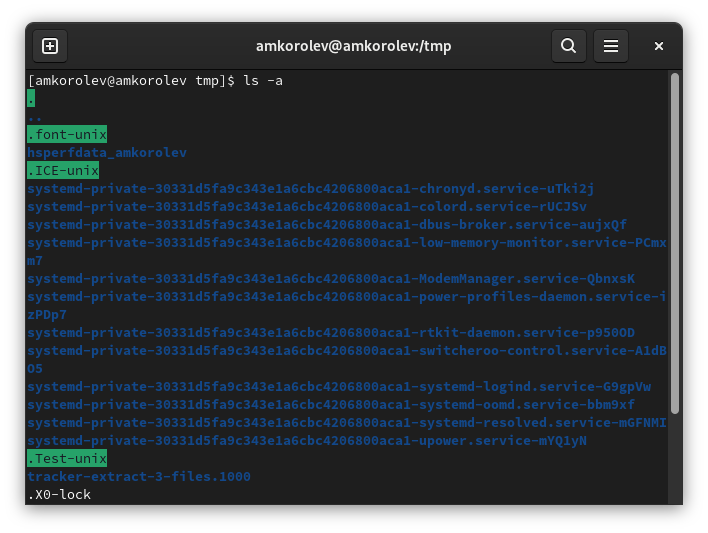 amkorolev@amkorolev:/tmp
[amkorolev@amkorolev tmp]$ ls -a
.
..
.font-unix
hsperfdata_amkorolev
.ICE-unix
systemd-private-30331d5fa9c343e1a6cbc4206800aca1-chronyd.service-uTki2j
systemd-private-30331d5fa9c343e1a6cbc4206800aca1-colord.service-rUCJSv
systemd-private-30331d5fa9c343e1a6cbc4206800aca1-dbus-broker.service-aujxQf
systemd-private-30331d5fa9c343e1a6cbc4206800aca1-low-memory-monitor.service-PCmx
m7
systemd-private-30331d5fa9c343e1a6cbc4206800aca1-ModemManager.service-QbnxsK
systemd-private-30331d5fa9c343e1a6cbc4206800aca1-power-profiles-daemon.service-i
zPDp7
systemd-private-30331d5fa9c343e1a6cbc4206800aca1-rtkit-daemon.service-p950OD
systemd-private-30331d5fa9c343e1a6cbc4206800aca1-switcheroo-control.service-A1dB
O5
systemd-private-30331d5fa9c343e1a6cbc4206800aca1-systemd-logind.service-G9gpVw
systemd-private-30331d5fa9c343e1a6cbc4206800aca1-systemd-oomd.service-bbm9xf
systemd-private-30331d5fa9c343e1a6cbc4206800aca1-systemd-resolved.service-mGFNMI
systemd-private-30331d5fa9c343e1a6cbc4206800aca1-upower.service-mYQ1yN
.Test-unix
tracker-extract-3-files.1000
.X0-lock